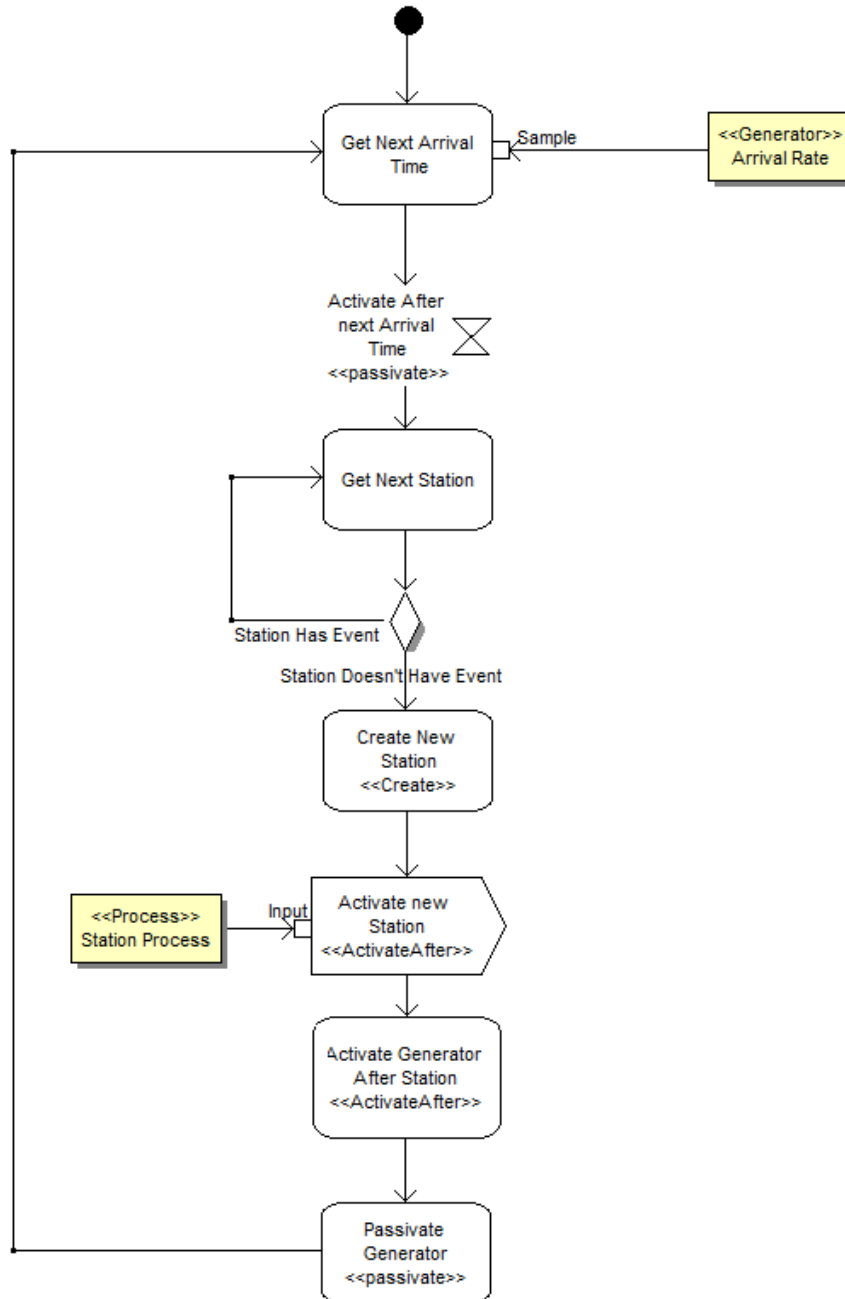 Get Next Arrival
Time
Sample
<<Generator>>
Arrival Rate
Activate After
next Arrival
Time
<<passivate>>
Get Next Station
Station Has Event
Station Doesn't Have Event
Create New
Station
<<Create>>
<<Process>>
Station Process
Input
Activate new
Station
<<ActivateAfter>>
Activate Generator
After Station
<<ActivateAfter>>
Passivate
Generator
<<passivate>>